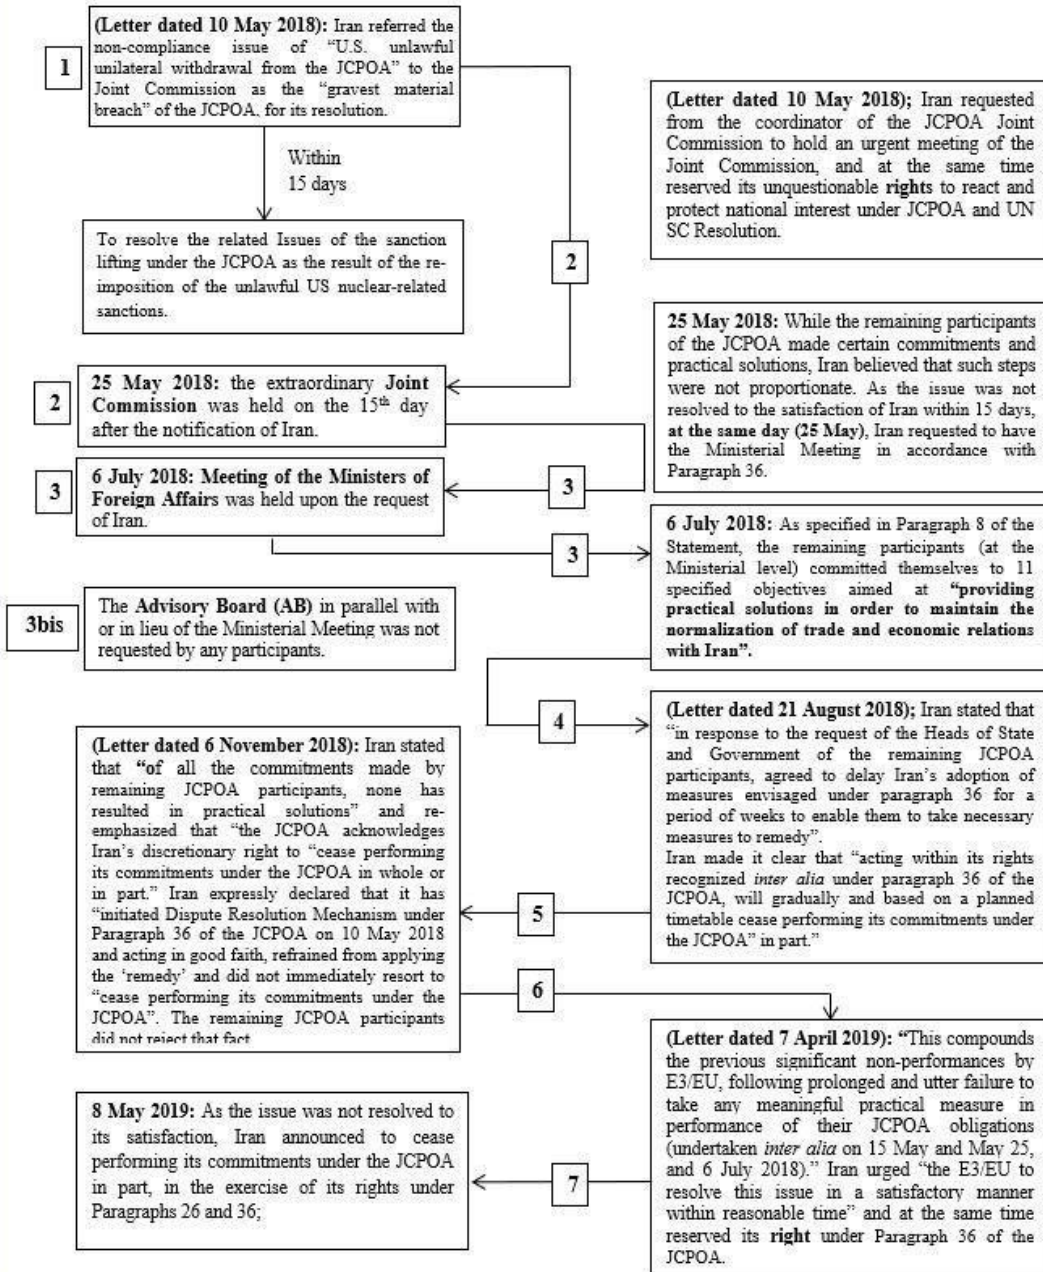 1
(Letter dated 10 May 2018): Iran referred the
non-compliance issue of “U.S. unlawful
unilateral withdrawal from the JCPOA” to the
Joint Commission as the “gravest material
breach” of the JCPOA, for its resolution.
Within
15 days
To resolve the related Issues of the sanction
lifting under the JCPOA as the result of the re-
imposition of the unlawful US nuclear-related
sanctions.
2
(Letter dated 10 May 2018); Iran requested
from the coordinator of the JCPOA Joint
Commission to hold an urgent meeting of the
Joint Commission, and at the same time
reserved its unquestionable rights to react and
protect national interest under JCPOA and UN
SC Resolution.
2
25 May 2018: the extraordinary Joint
Commission was held on the 15th day
after the notification of Iran.
25 May 2018: While the remaining participants
of the JCPOA made certain commitments and
practical solutions, Iran believed that such steps
were not proportionate. As the issue was not
resolved to the satisfaction of Iran within 15 days,
at the same day (25 May), Iran requested to have
the Ministerial Meeting in accordance with
Paragraph 36.
3
6 July 2018: Meeting of the Ministers of
Foreign Affairs was held upon the request
of Iran.
3
3
6 July 2018: As specified in Paragraph 8 of the
Statement, the remaining participants (at the
Ministerial level) committed themselves to 11
specified objectives aimed at “providing
practical solutions in order to maintain the
normalization of trade and economic relations
with Iran”.
3bis
The Advisory Board (AB) in parallel with
or in lieu of the Ministerial Meeting was not
requested by any participants.
4
(Letter dated 21 August 2018); Iran stated that
“in response to the request of the Heads of State
and Government of the remaining JCPOA
participants, agreed to delay Iran’s adoption of
measures envisaged under paragraph 36 for a
period of weeks to enable them to take necessary
measures to remedy”.
Iran made it clear that “acting within its rights
recognized inter alia under paragraph 36 of the
JCPOA, will gradually and based on a planned
timetable cease performing its commitments under
the JCPOA” in part.”
5
(Letter dated 6 November 2018): Iran stated
that “of all the commitments made by
remaining JCPOA participants, none has
resulted in practical solutions” and re-
emphasized that “the JCPOA acknowledges
Iran’s discretionary right to “cease performing
its commitments under the JCPOA in whole or
in part.” Iran expressly declared that it has
“initiated Dispute Resolution Mechanism under
Paragraph 36 of the JCPOA on 10 May 2018
and acting in good faith, refrained from applying
the ‘remedy’ and did not immediately resort to
“cease performing its commitments under the
JCPOA”. The remaining JCPOA participants
did not reject that fact
6
(Letter dated 7 April 2019): “This compounds
the previous significant non-performances by
E3/EU, following prolonged and utter failure to
take any meaningful practical measure in
performance of their JCPOA obligations
(undertaken inter alia on 15 May and May 25,
and 6 July 2018).” Iran urged “the E3/EU to
resolve this issue in a satisfactory manner
within reasonable time” and at the same time
reserved its right under Paragraph 36 of the
JCPOA.
7
8 May 2019: As the issue was not resolved to
its satisfaction, Iran announced to cease
performing its commitments under the JCPOA
in part, in the exercise of its rights under
Paragraphs 26 and 36;